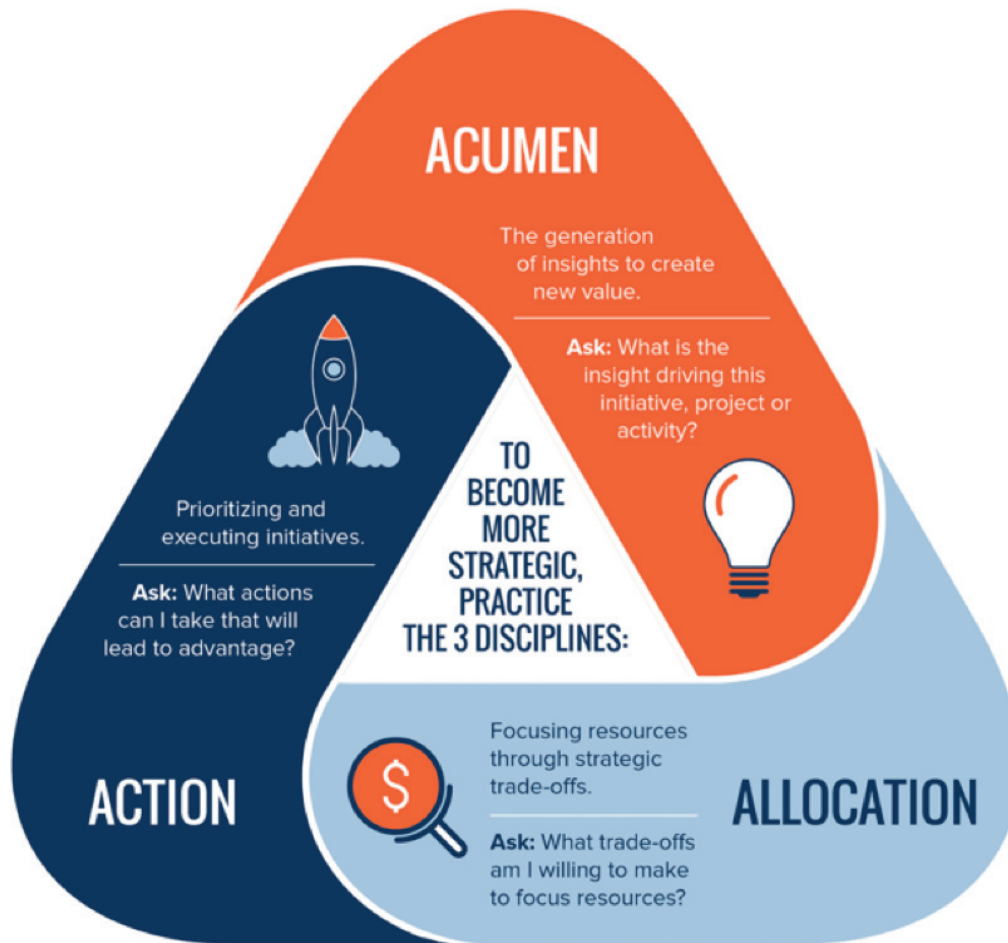 ACUMEN
The generation
of insights to create
new value.
Ask: What is the
insight driving this
initiative, project or
activity?
TO
BECOME
MORE
STRATEGIC,
PRACTICE
THE 3 DISCIPLINES:
Prioritizing and
executing initiatives.
Ask: What actions
can I take that will
lead to advantage?
ACTION
$
Focusing resources
through strategic
trade-offs.
Ask: What trade-offs
am I willing to make
to focus resources?
ALLOCATION